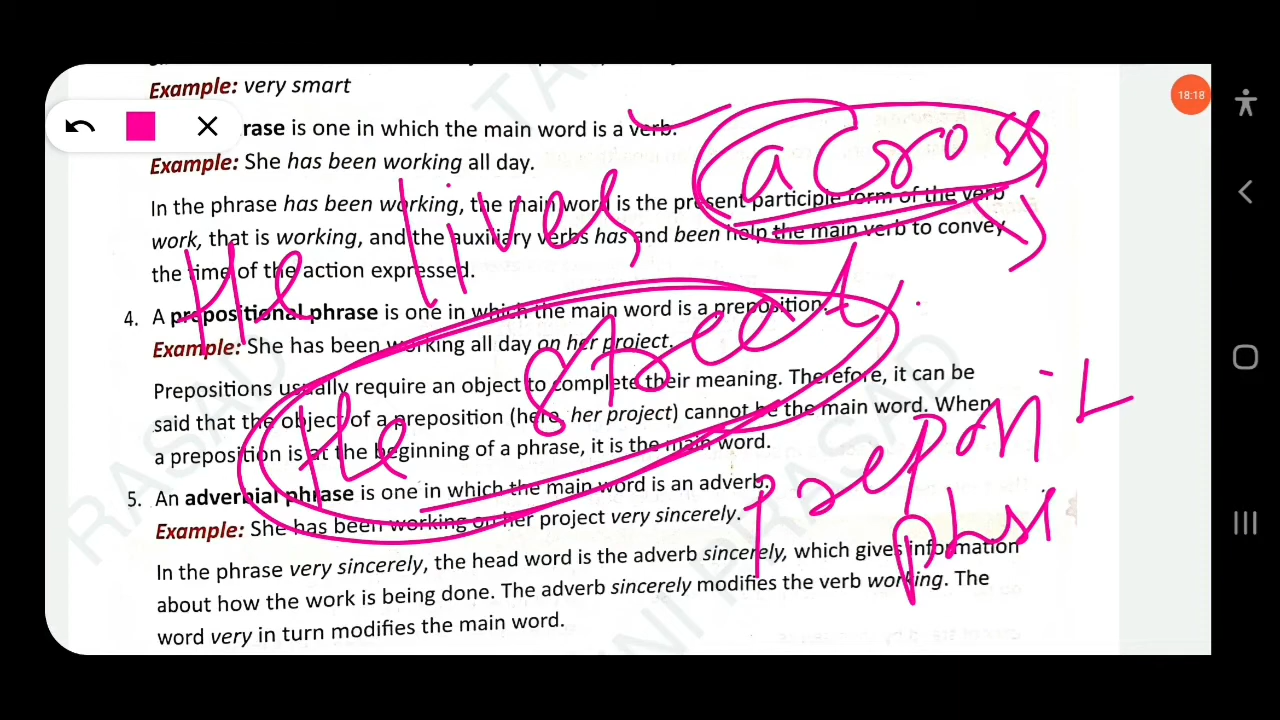 Example: very smart
rase is one in which the main word is a verb.
Example: She has been working all day.
In the phrase has been working, the main word is the present participle form of the verb
work, that is working, and the auxiliary verbs has and been help the main verb to convey
the time of the action expressed.
4. A prepositional phrase is one in which the main word is a preposition.
Example: She has been working all day on her project.
Prepositions usually require an object to complete their meaning. Therefore, it can be
said that the object of a preposition (here, her project) cannot be the main word. When
a preposition is at the beginning of a phrase, it is the main word.
5. An adverbial phrase is one in which the main word is an adverb.
Example: She has been working on her project very sincerely.
In the phrase very sincerely, the head word is the adverb sincerely, which gives information
about how the work is being done. The adverb sincerely modifies the verb working. The
word very in turn modifies the main word.
He lives across
the street
18:18